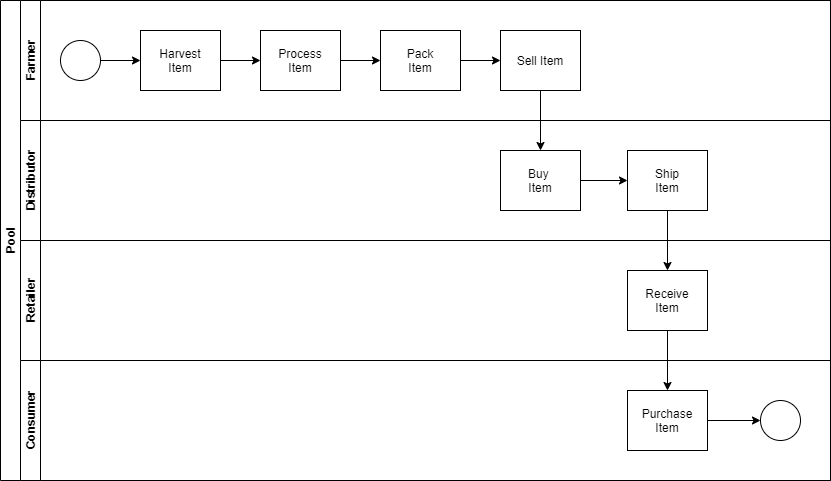 Pool
Farmer
Harvest
Item
Process
Item
Pack
Item
Sell Item
Distributor
Buy
Item
Ship
Item
Retailer
Receive
Item
Consumer
Purchase
Item